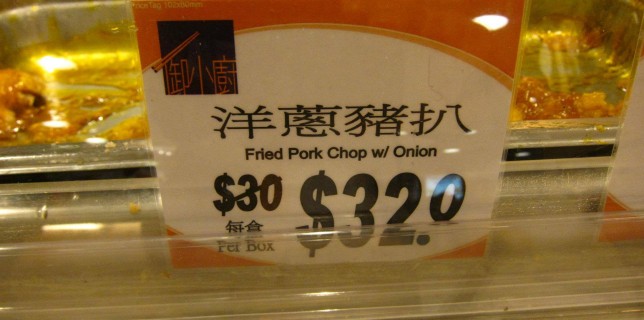 御小廚
洋蔥豬扒
Fried Pork Chop w/ Onion
$30 $32.0
每盒
Per Box